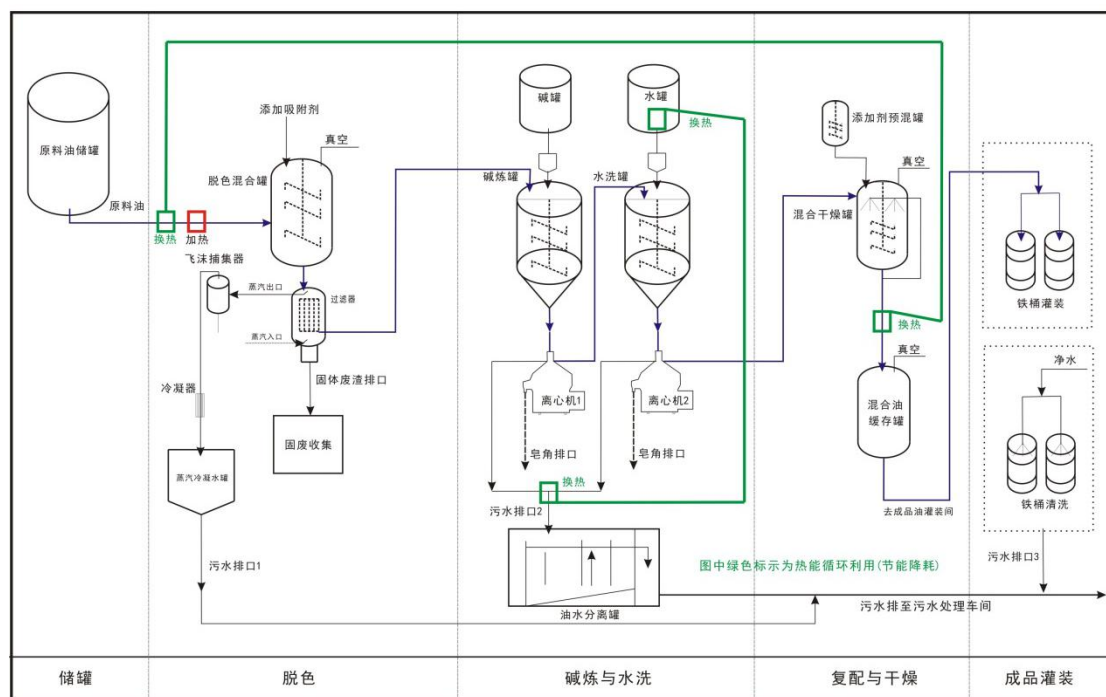 原料油储罐
原料油
换热
加热
添加吸附剂
真空
脱色混合罐
飞沫捕集器
蒸汽出口
过滤器
蒸汽入口
固体废渣排口
冷凝器
固废收集
蒸汽冷凝水罐
污水排口1
碱罐
水罐
换热
碱炼罐
水洗罐
离心机1
离心机2
皂角排口
皂角排口
换热
污水排口2
油水分离罐
添加剂预混罐
真空
混合干燥罐
换热
真空
混合油
缓存罐
去成品油灌装间
铁桶灌装
净水
铁桶清洗
污水排口3
图中绿色标示为热能循环利用(节能降耗)
污水排至污水处理车间
储罐
脱色
碱炼与水洗
复配与干燥
成品灌装